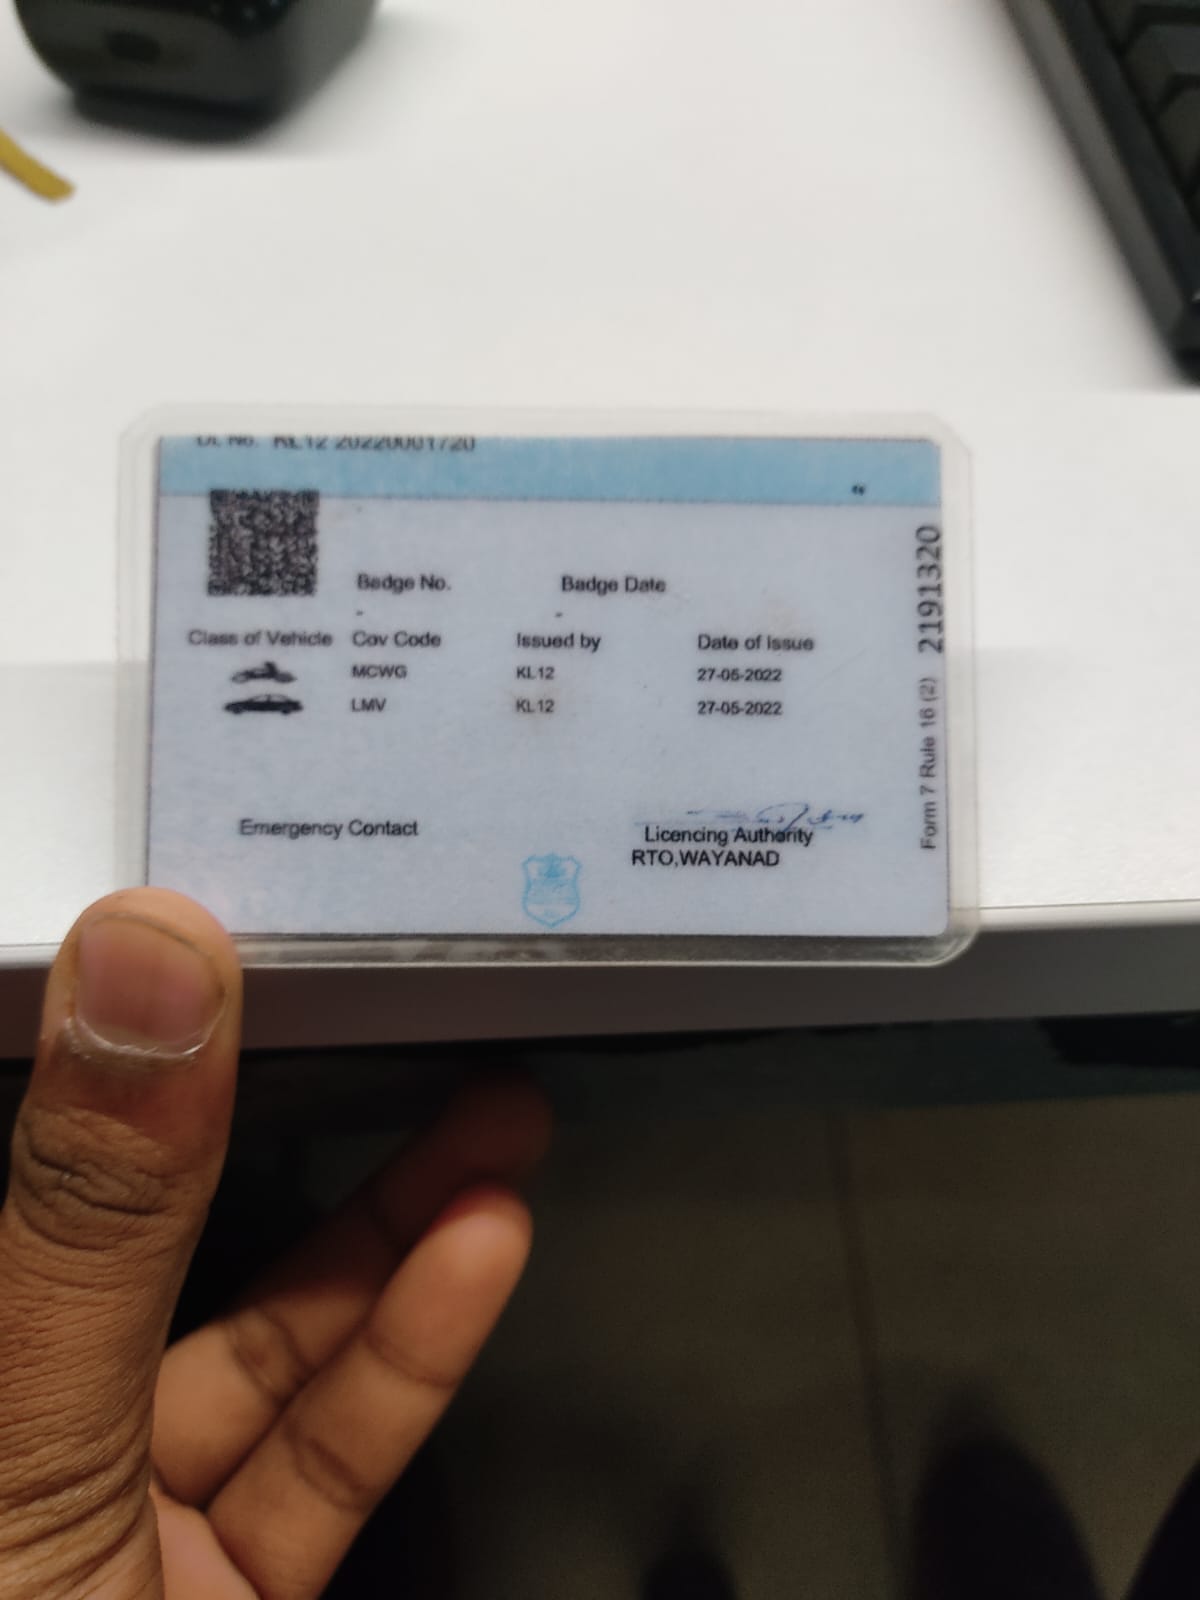 DL No. KL12 20220001720
Badge No. Badge Date
- -
Class of Vehicle Cov Code Issued by Date of Issue
MCWG KL12 27-05-2022
LMV KL12 27-05-2022
Emergency Contact
Licencing Authority
RTO,WAYANAD
Form 7 Rule 16 (2) 2191320